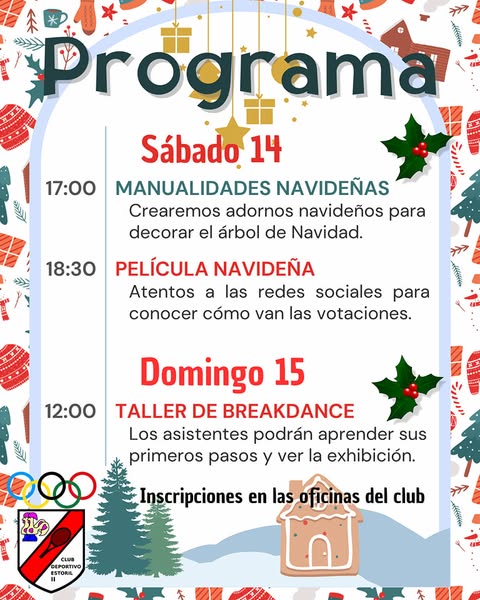 Programa
Sábado 14
17:00 MANUALIDADES NAVIDEÑAS
Crearemos adornos navideños para
decorar el árbol de Navidad.
18:30 PELÍCULA NAVIDEÑA
Atentos a las redes sociales para
conocer cómo van las votaciones.
Domingo 15
12:00 TALLER DE BREAKDANCE
Los asistentes podrán aprender sus
primeros pasos y ver la exhibición.
Inscripciones en las oficinas del club
CLUB
DEPORTIVO
ESTORIL
II